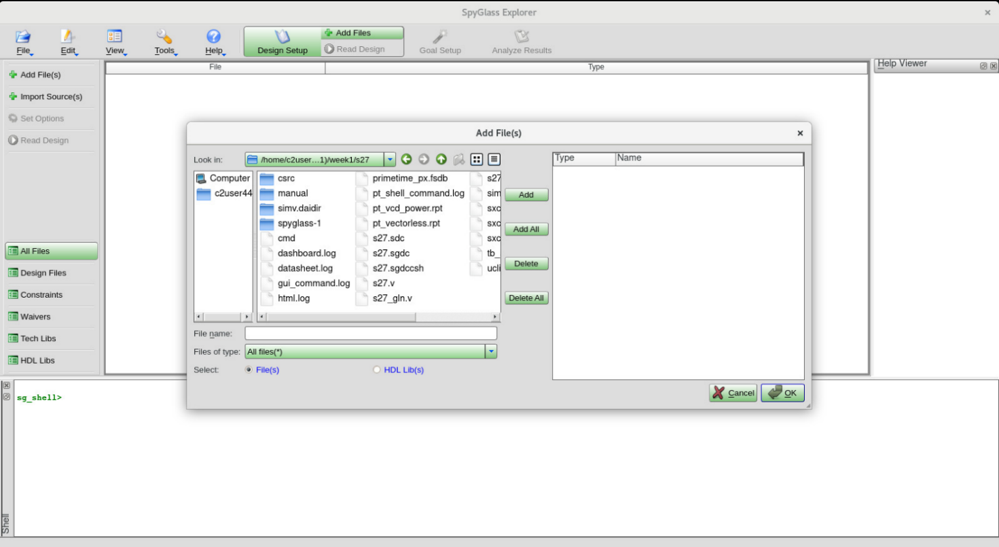 SpyGlass Explorer
File Edit View Tools Help Design Setup Add Files Read Design Goal Setup Analyze Results
Add File(s)
Import Source(s)
Set Options
Read Design
All Files
Design Files
Constraints
Waivers
Tech Libs
HDL Libs
File Type
Help Viewer
Add File(s)
Look in: /home/c2user...1)/week1/s27
Computer
c2user44
csrc
manual
simv.daidir
spyglass-1
cmd
dashboard.log
datasheet.log
gui_command.log
html.log
primetime_px.fsdb
pt_shell_command.log
pt_vcd_power.rpt
pt_vectorless.rpt
s27.sdc
s27.sgdc
s27.sgdccsh
s27.v
s27_gln.v
s27
sim
sxc
sxc
sxc
tb_
ucli
Add
Add All
Delete
Delete All
Type Name
File name:
Files of type: All files(*)
Select: File(s) HDL Lib(s)
Cancel OK
sg_shell>
Shell